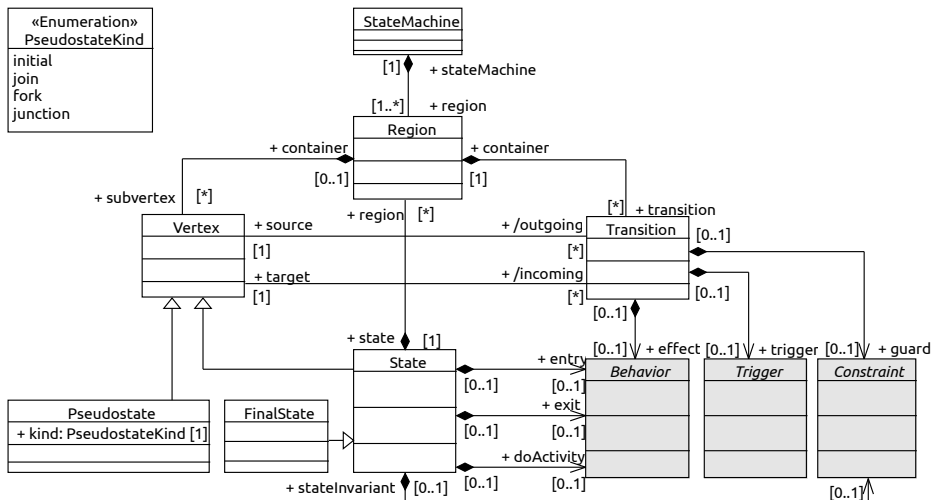 «Enumeration»
PseudostateKind
initial
join
fork
junction
StateMachine
[1]
+ stateMachine
[1..*]
+ region
Region
+ container
+ container
[0..1]
[1]
+ subvertex
[*]
+ region
[*]
[*]
+ transition
Vertex
+ source
+ /outgoing
Transition
[0..1]
[1]
[*]
+ target
+ /incoming
[1]
[*]
[0..1]
[0..1]
+ state
[1]
[0..1]
+ effect
[0..1]
+ trigger
[0..1]
+ guard
State
+ entry
Behavior
Trigger
Constraint
[0..1]
[0..1]
Pseudostate
+ kind: PseudostateKind [1]
FinalState
+ exit
[0..1]
[0..1]
+ doActivity
[0..1]
[0..1]
+ stateInvariant
[0..1]
[0..1]